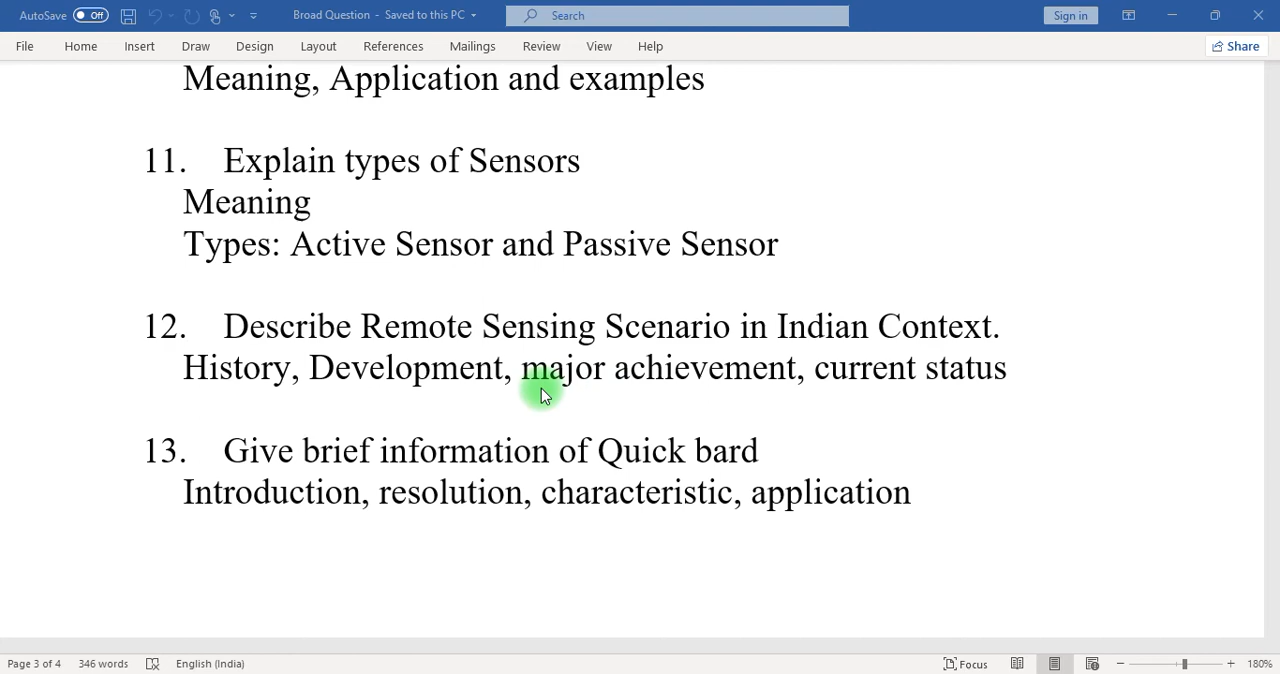 AutoSave Off Broad Question - Saved to this PC Search Sign in
File Home Insert Draw Design Layout References Mailings Review View Help Share
Meaning, Application and examples
11. Explain types of Sensors
Meaning
Types: Active Sensor and Passive Sensor
12. Describe Remote Sensing Scenario in Indian Context.
History, Development, major achievement, current status
13. Give brief information of Quick bard
Introduction, resolution, characteristic, application
Page 3 of 4 346 words English (India) Focus 180%